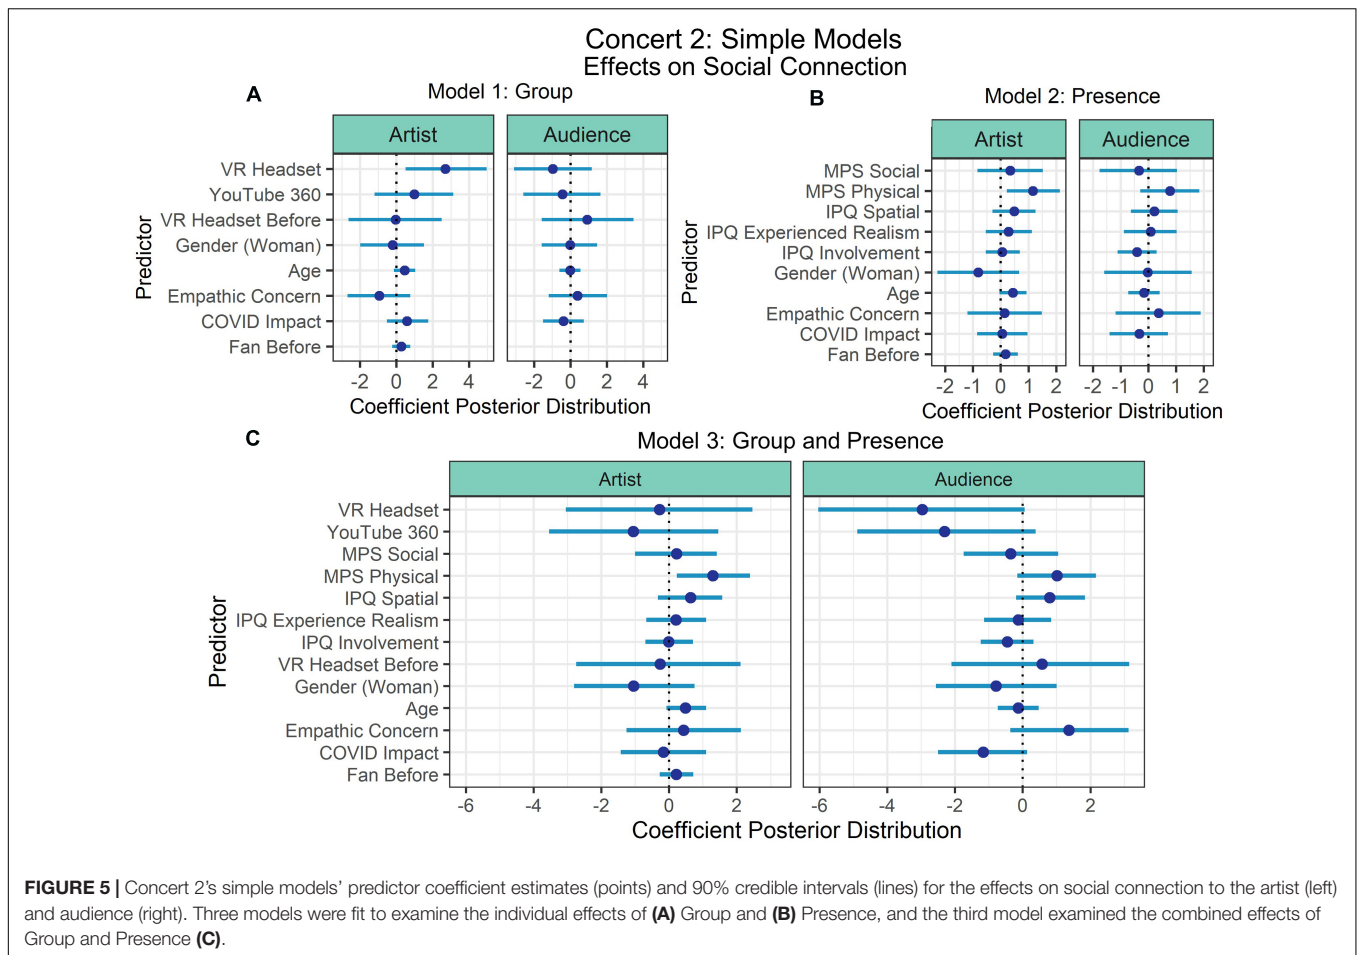 Concert 2: Simple Models
Effects on Social Connection
A
Model 1: Group
Artist
Audience
Predictor
VR Headset
YouTube 360
VR Headset Before
Gender (Woman)
Age
Empathic Concern
COVID Impact
Fan Before
-2 0 2 4
-2 0 2 4
Coefficient Posterior Distribution
B
Model 2: Presence
Artist
Audience
Predictor
MPS Social
MPS Physical
IPQ Spatial
IPQ Experienced Realism
IPQ Involvement
Gender (Woman)
Age
Empathic Concern
COVID Impact
Fan Before
-2 -1 0 1 2
-2 -1 0 1 2
Coefficient Posterior Distribution
C
Model 3: Group and Presence
Artist
Audience
Predictor
VR Headset
YouTube 360
MPS Social
MPS Physical
IPQ Spatial
IPQ Experience Realism
IPQ Involvement
VR Headset Before
Gender (Woman)
Age
Empathic Concern
COVID Impact
Fan Before
-6 -4 -2 0 2
-6 -4 -2 0 2
Coefficient Posterior Distribution
FIGURE 5 | Concert 2's simple models' predictor coefficient estimates (points) and 90% credible intervals (lines) for the effects on social connection to the artist (left)
and audience (right). Three models were fit to examine the individual effects of (A) Group and (B) Presence, and the third model examined the combined effects of
Group and Presence (C).